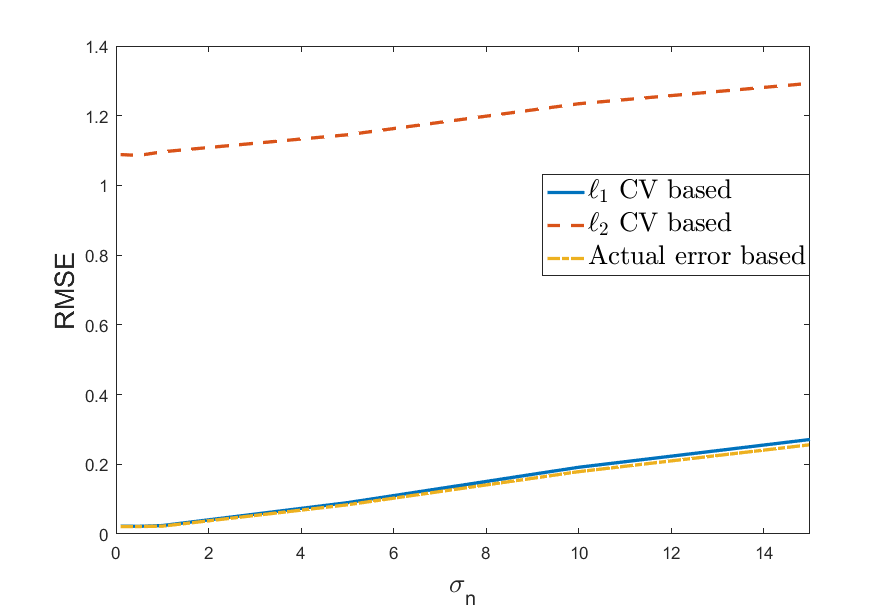 1.4
1.2
1
0.8
0.6
0.4
0.2
0
RMSE
ℓ₁ CV based
ℓ₂ CV based
Actual error based
0 2 4 6 8 10 12 14
σₙ